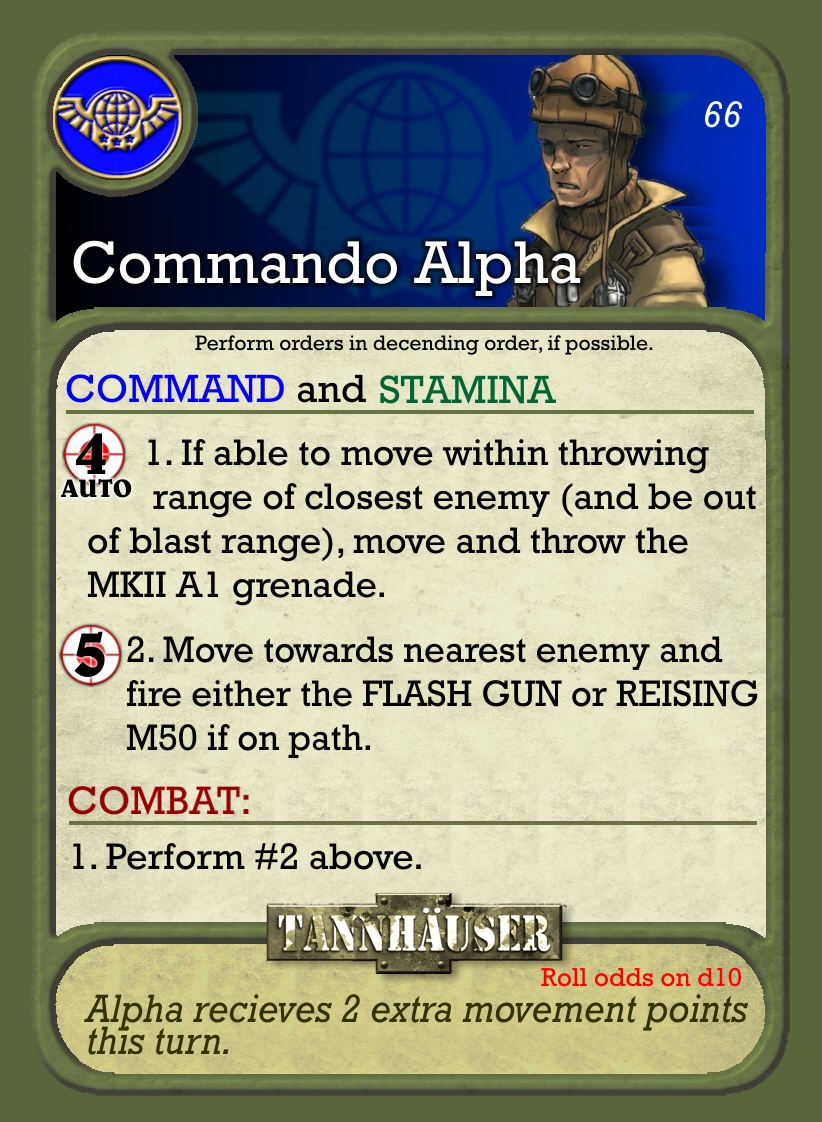 66
Commando Alpha
Perform orders in decending order, if possible.
COMMAND and STAMINA
4
AUTO
1. If able to move within throwing
range of closest enemy (and be out
of blast range), move and throw the
MKII A1 grenade.
5
2. Move towards nearest enemy and
fire either the FLASH GUN or REISING
M50 if on path.
COMBAT:
1. Perform #2 above.
TANNHÄUSER
Roll odds on d10
Alpha recieves 2 extra movement points
this turn.